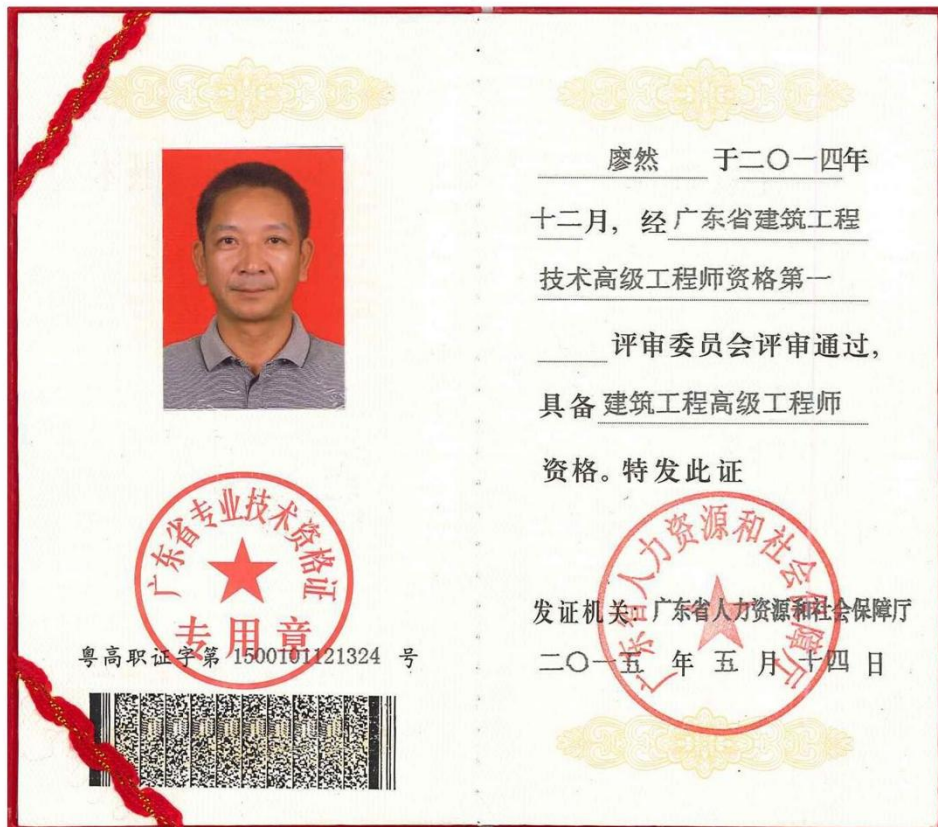 广东省专业技术资格证
专用章
粤高职证字第 1500101121324 号
廖然 于二〇一四年
十二月，经广东省建筑工程
技术高级工程师资格第一
评审委员会评审通过，
具备建筑工程高级工程师
资格。特发此证
广东省人力资源和社会保障厅
发证机关：广东省人力资源和社会保障厅
二〇一五 年 五 月 十四 日